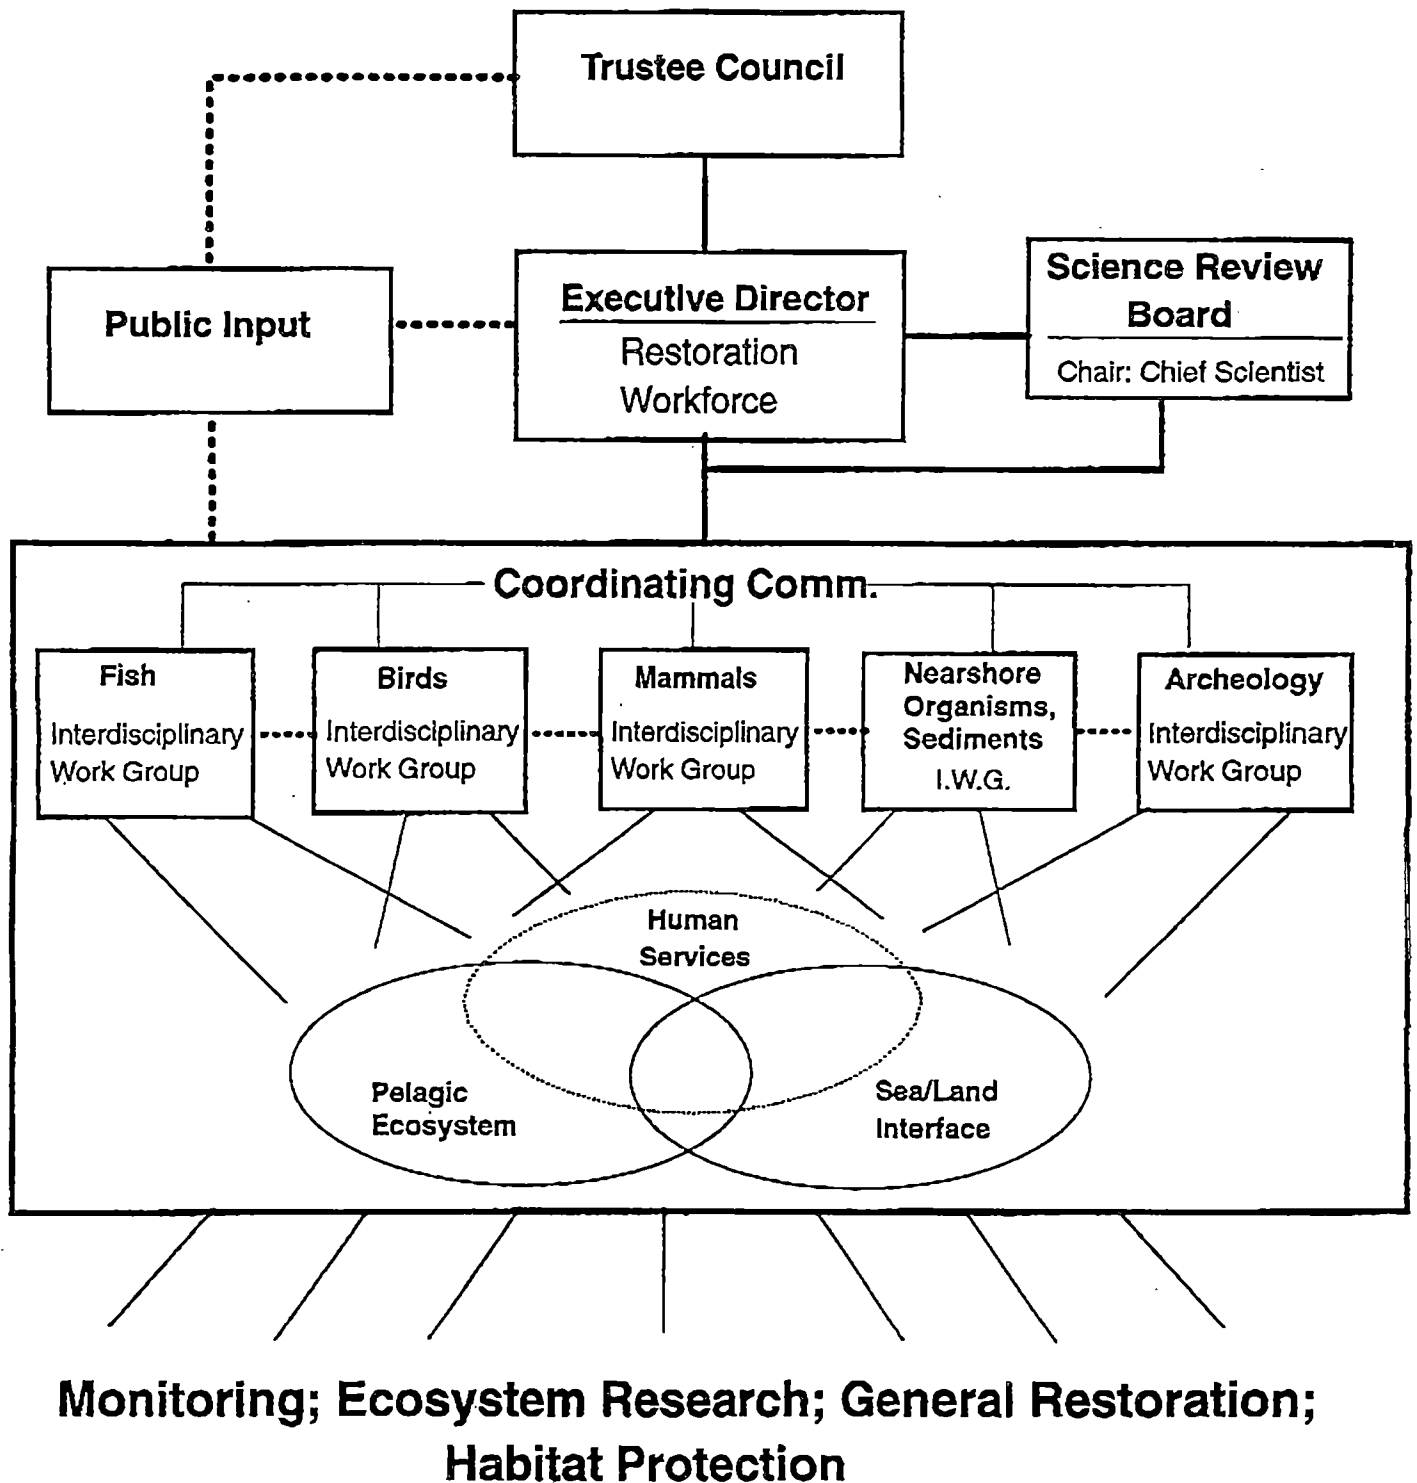 Trustee Council
Public Input
Executive Director
Restoration
Workforce
Science Review
Board
Chair: Chief Scientist
Coordinating Comm.
Fish
Interdisciplinary
Work Group
Birds
Interdisciplinary
Work Group
Mammals
Interdisciplinary
Work Group
Nearshore
Organisms,
Sediments
I.W.G.
Archeology
Interdisciplinary
Work Group
Human
Services
Pelagic
Ecosystem
Sea/Land
Interface
Monitoring; Ecosystem Research; General Restoration;
Habitat Protection